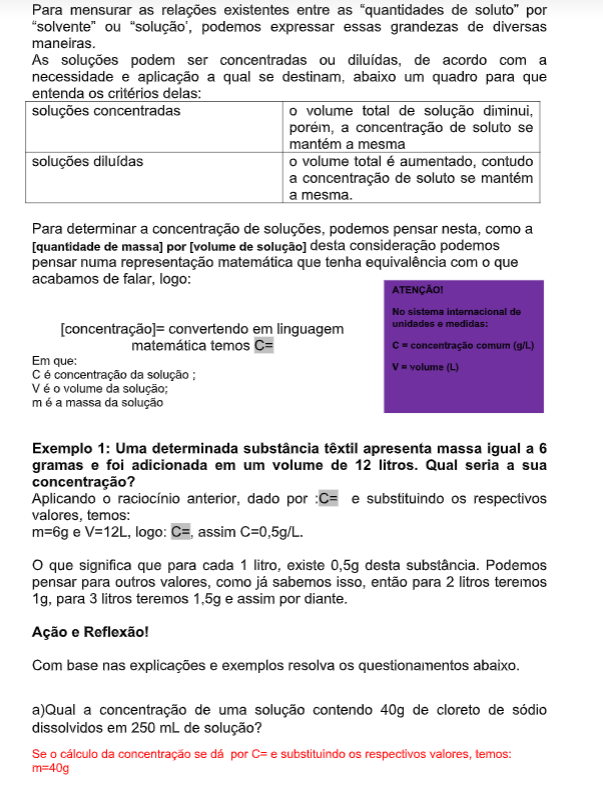 Para mensurar as relações existentes entre as “quantidades de soluto” por
“solvente” ou “solução’, podemos expressar essas grandezas de diversas
maneiras.
As soluções podem ser concentradas ou diluídas, de acordo com a
necessidade e aplicação a qual se destinam, abaixo um quadro para que
entenda os critérios delas:
soluções concentradas
o volume total de solução diminui,
porém, a concentração de soluto se
mantém a mesma
soluções diluídas
o volume total é aumentado, contudo
a concentração de soluto se mantém
a mesma.
Para determinar a concentração de soluções, podemos pensar nesta, como a
[quantidade de massa] por [volume de solução] desta consideração podemos
pensar numa representação matemática que tenha equivalência com o que
acabamos de falar, logo:
[concentração]= convertendo em linguagem
matemática temos C=
Em que:
C é concentração da solução ;
V é o volume da solução;
m é a massa da solução
ATENÇÃO!
No sistema internacional de
unidades e medidas:
C = concentração comum (g/L)
V = volume (L)
Exemplo 1: Uma determinada substância têxtil apresenta massa igual a 6
gramas e foi adicionada em um volume de 12 litros. Qual seria a sua
concentração?
Aplicando o raciocínio anterior, dado por :C= e substituindo os respectivos
valores, temos:
m=6g e V=12L, logo: C=, assim C=0,5g/L.
O que significa que para cada 1 litro, existe 0,5g desta substância. Podemos
pensar para outros valores, como já sabemos isso, então para 2 litros teremos
1g, para 3 litros teremos 1,5g e assim por diante.
Ação e Reflexão!
Com base nas explicações e exemplos resolva os questionamentos abaixo.
a)Qual a concentração de uma solução contendo 40g de cloreto de sódio
dissolvidos em 250 mL de solução?
Se o cálculo da concentração se dá por C= e substituindo os respectivos valores, temos:
m=40g